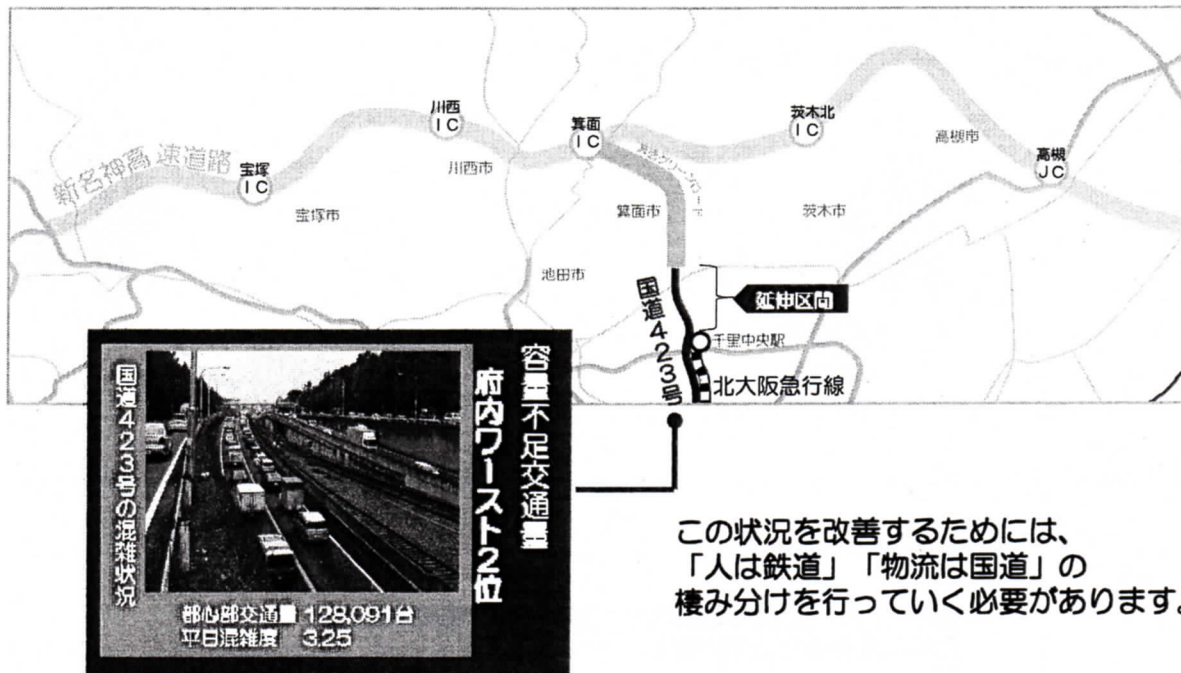 川西
IC
箕面
IC
茨木北
IC
高槻市
高槻
JC
新名神高速道路
宝塚
IC
川西市
宝塚市
箕面市
茨木市
池田市
国道423号
延伸区間
千里中央駅
北大阪急行線
容量不足交通量
府内ワースト2位
国道423号の混雑状況
都心部交通量 128,091台
平日混雑度 3.25
この状況を改善するためには、
「人は鉄道」「物流は国道」の
棲み分けを行っていく必要があります。